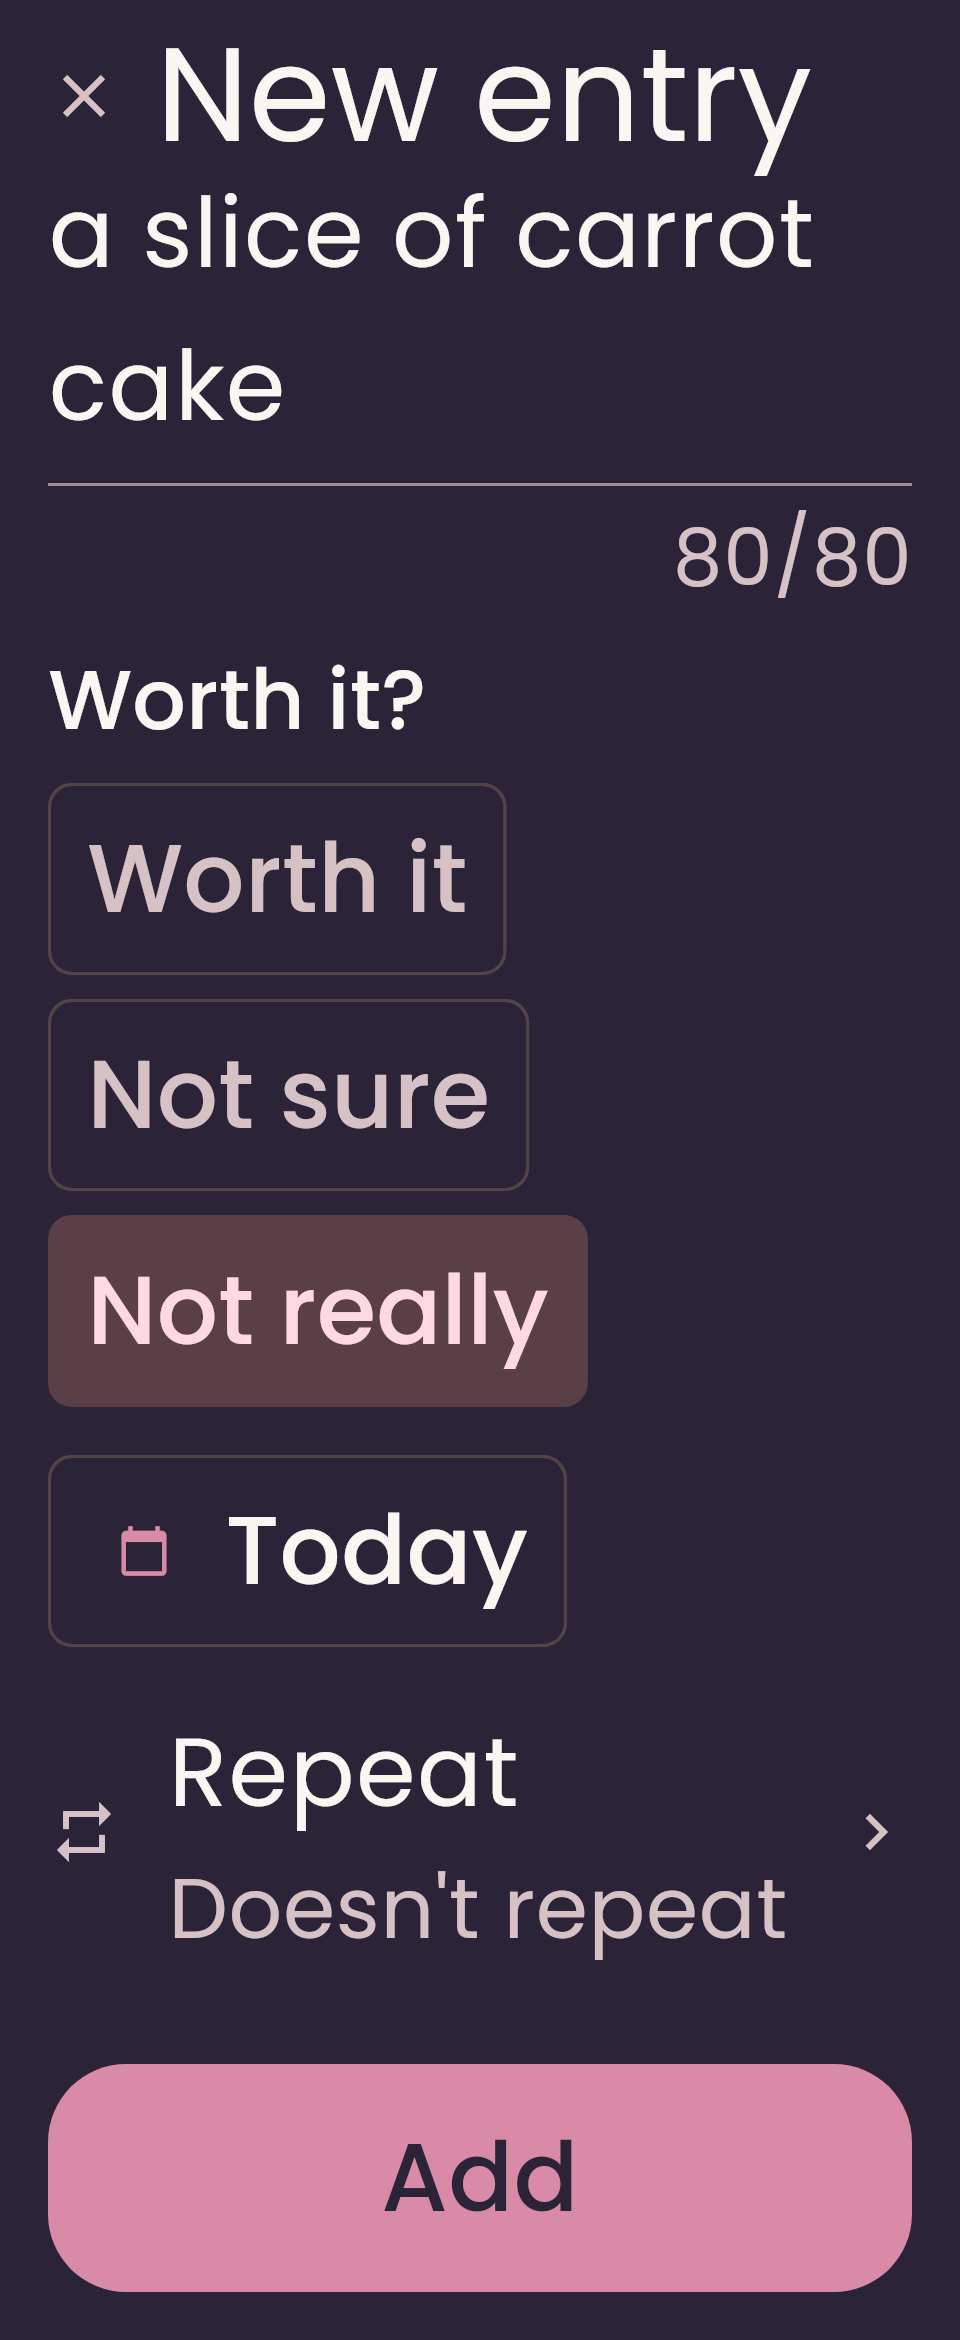 New entry
a slice of carrot
cake
80/80
Worth it?
Worth it
Not sure
Not really
Today
Repeat
Doesn't repeat
Add